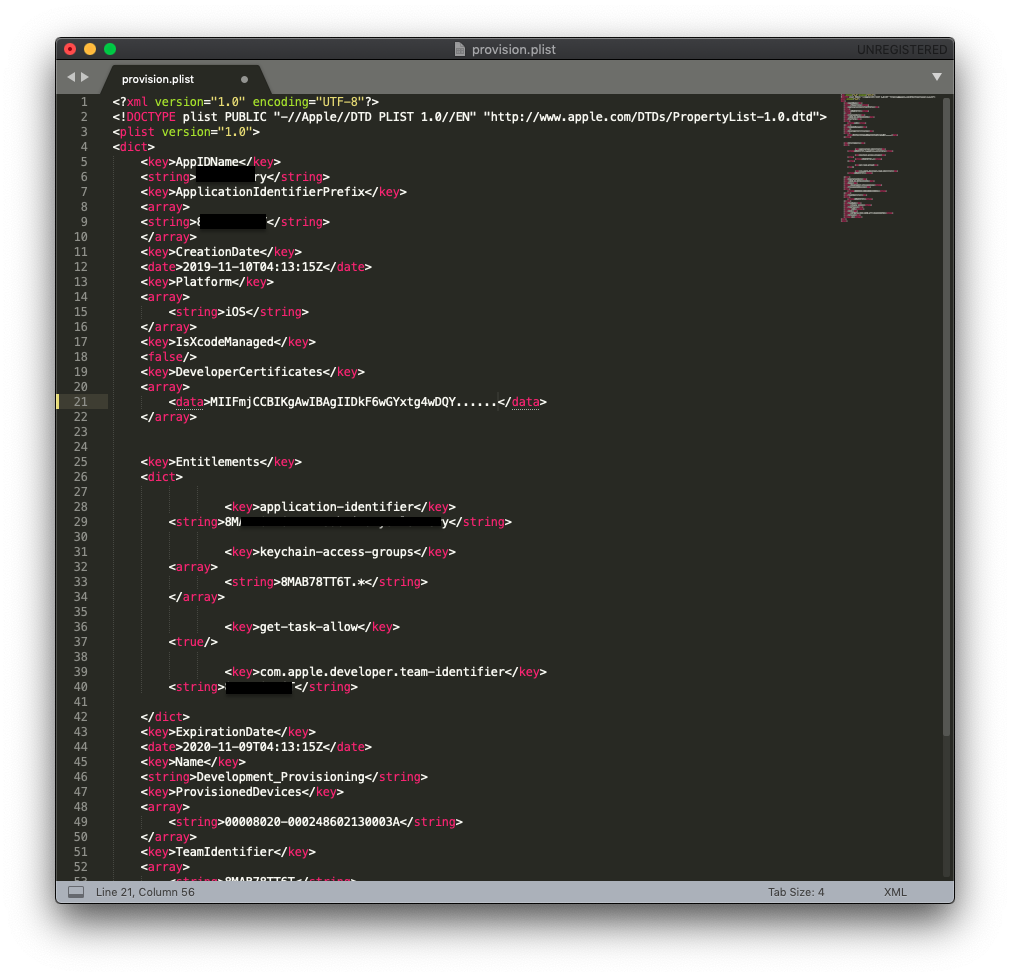 provision.plist
UNREGISTERED
provision.plist
1 <?xml version="1.0" encoding="UTF-8"?>
2 <!DOCTYPE plist PUBLIC "-//Apple//DTD PLIST 1.0//EN" "http://www.apple.com/DTDs/PropertyList-1.0.dtd">
3 <plist version="1.0">
4 <dict>
5 <key>AppIDName</key>
6 <string>ry</string>
7 <key>ApplicationIdentifierPrefix</key>
8 <array>
9 <string>8</string>
10 </array>
11 <key>CreationDate</key>
12 <date>2019-11-10T04:13:15Z</date>
13 <key>Platform</key>
14 <array>
15 <string>iOS</string>
16 </array>
17 <key>IsXcodeManaged</key>
18 <false/>
19 <key>DeveloperCertificates</key>
20 <array>
21 <data>MIIFmjCCBIKgAwIBAgIIDkF6wGYxtg4wDQY......</data>
22 </array>
23
24
25 <key>Entitlements</key>
26 <dict>
27
28 <key>application-identifier</key>
29 <string>8MAy</string>
30
31 <key>keychain-access-groups</key>
32 <array>
33 <string>8MAB78TT6T.*</string>
34 </array>
35
36 <key>get-task-allow</key>
37 <true/>
38
39 <key>com.apple.developer.team-identifier</key>
40 <string></string>
41
42 </dict>
43 <key>ExpirationDate</key>
44 <date>2020-11-09T04:13:15Z</date>
45 <key>Name</key>
46 <string>Development_Provisioning</string>
47 <key>ProvisionedDevices</key>
48 <array>
49 <string>00008020-000248602130003A</string>
50 </array>
51 <key>TeamIdentifier</key>
52 <array>
53 <string>8MAB78TT6T</string>
Line 21, Column 56
Tab Size: 4
XML